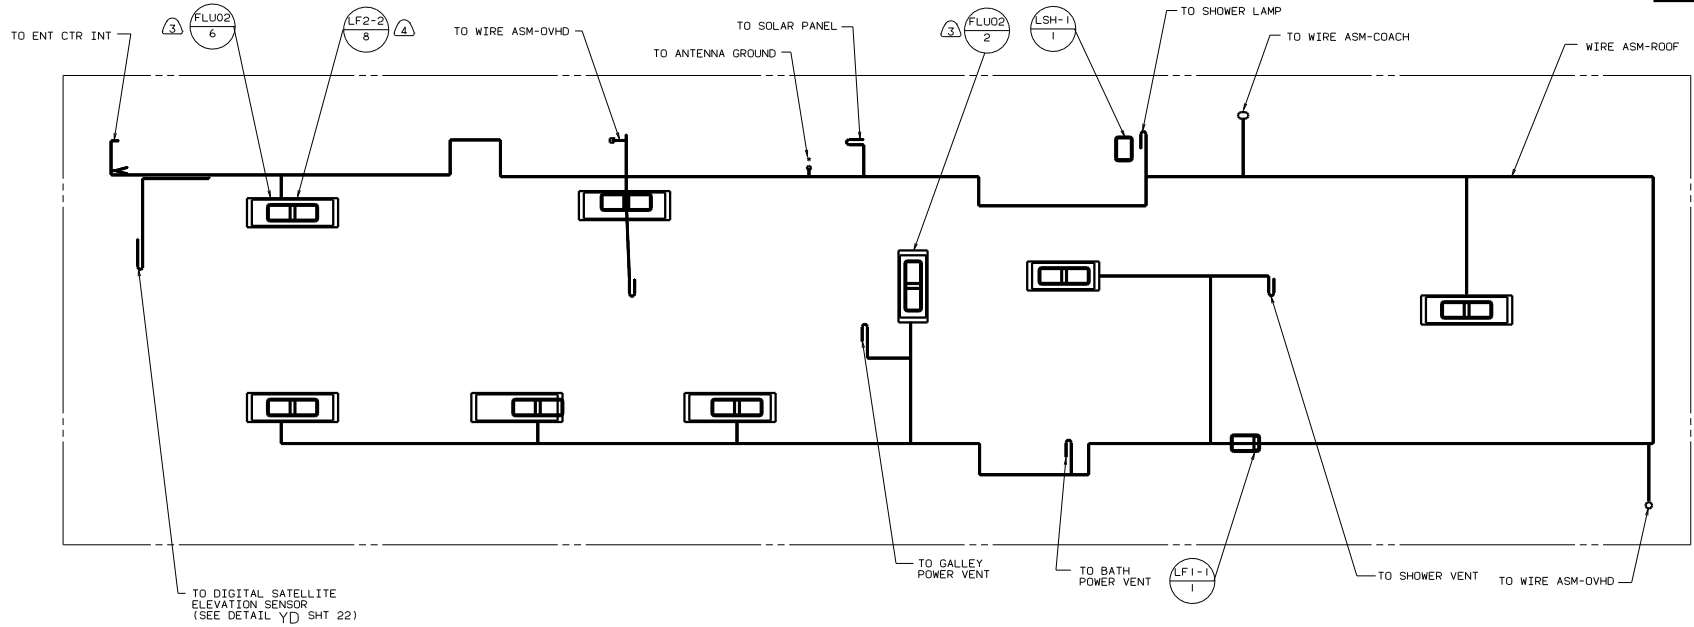 TO ENT CTR INT
3
FLU02
6
LF2-2
8
4
TO WIRE ASM-OVHD
TO ANTENNA GROUND
TO SOLAR PANEL
3
FLU02
2
LSH-1
1
TO SHOWER LAMP
TO WIRE ASM-COACH
WIRE ASM-ROOF
TO DIGITAL SATELLITE
ELEVATION SENSOR
(SEE DETAIL YD SHT 22)
TO GALLEY
POWER VENT
TO BATH
POWER VENT
LF1-1
1
TO SHOWER VENT
TO WIRE ASM-OVHD